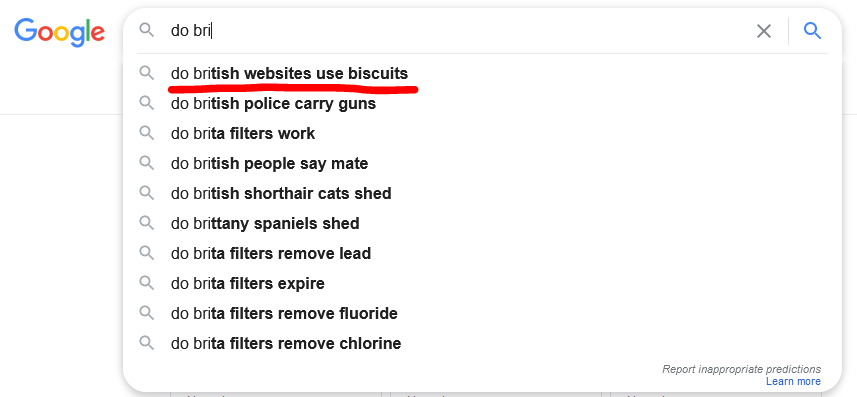 Google
do bri
do british websites use biscuits
do british police carry guns
do brita filters work
do british people say mate
do british shorthair cats shed
do brittany spaniels shed
do brita filters remove lead
do brita filters expire
do brita filters remove fluoride
do brita filters remove chlorine
Report inappropriate predictions
Learn more